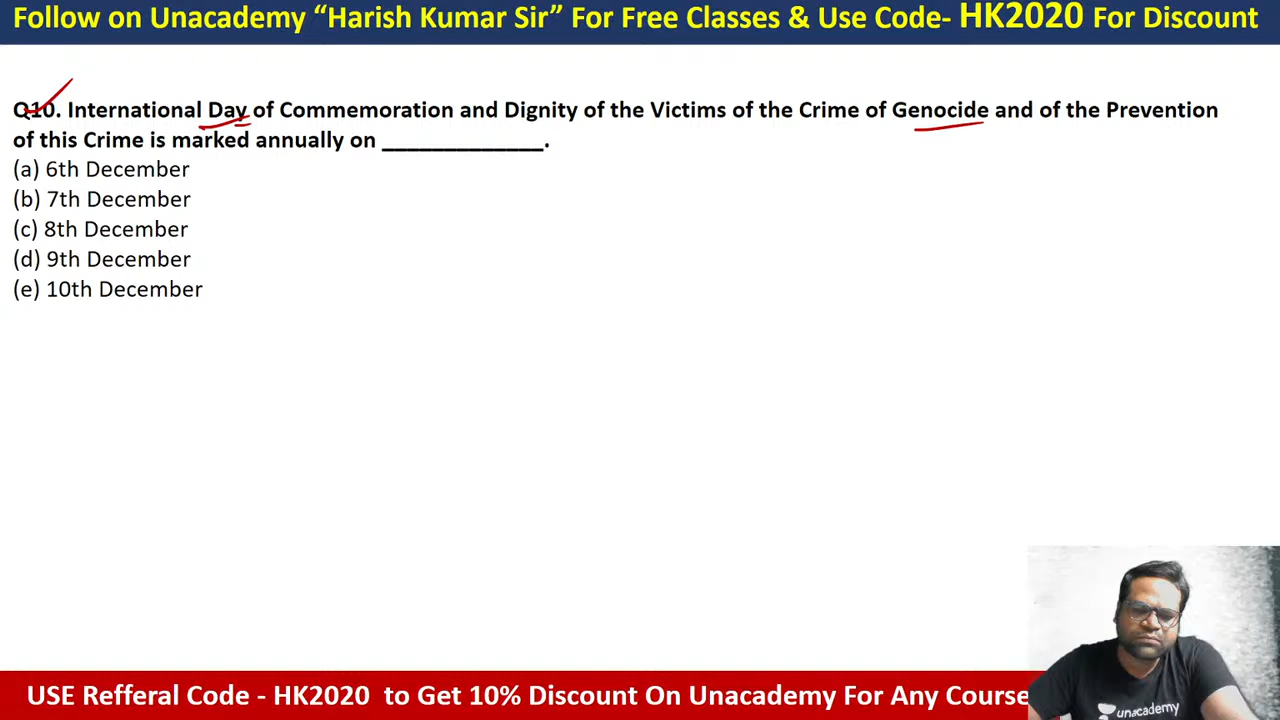 Follow on Unacademy “Harish Kumar Sir” For Free Classes & Use Code- HK2020 For Discount
Q10. International Day of Commemoration and Dignity of the Victims of the Crime of Genocide and of the Prevention
of this Crime is marked annually on _____________.
(a) 6th December
(b) 7th December
(c) 8th December
(d) 9th December
(e) 10th December
USE Refferal Code - HK2020 to Get 10% Discount On Unacademy For Any Course
unacademy